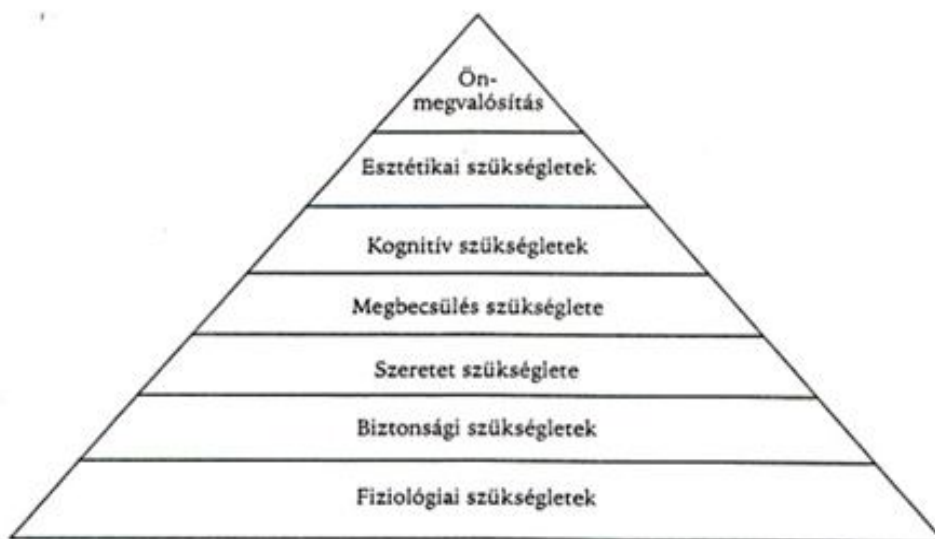 Ön-
megvalósítás
Esztétikai szükségletek
Kognitív szükségletek
Megbecsülés szükséglete
Szeretet szükséglete
Biztonsági szükségletek
Fiziológiai szükségletek